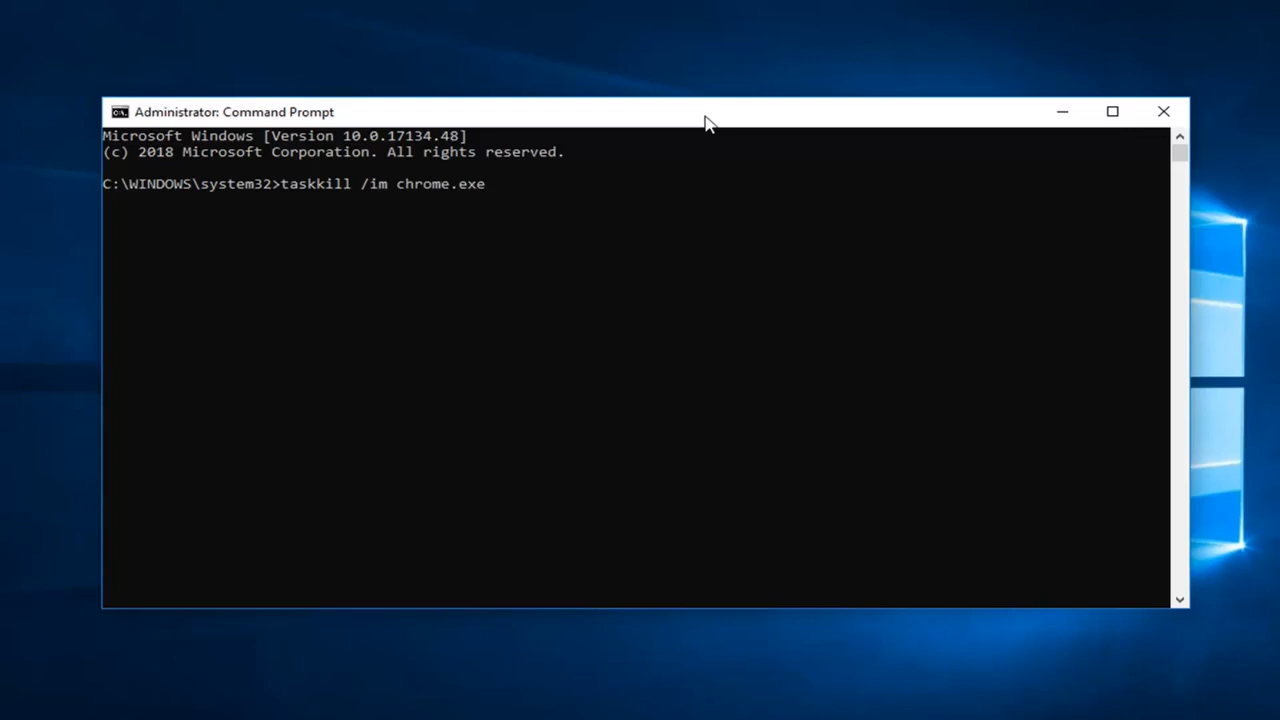 Administrator: Command Prompt
Microsoft Windows [Version 10.0.17134.48]
(c) 2018 Microsoft Corporation. All rights reserved.
C:\WINDOWS\system32>taskkill /im chrome.exe